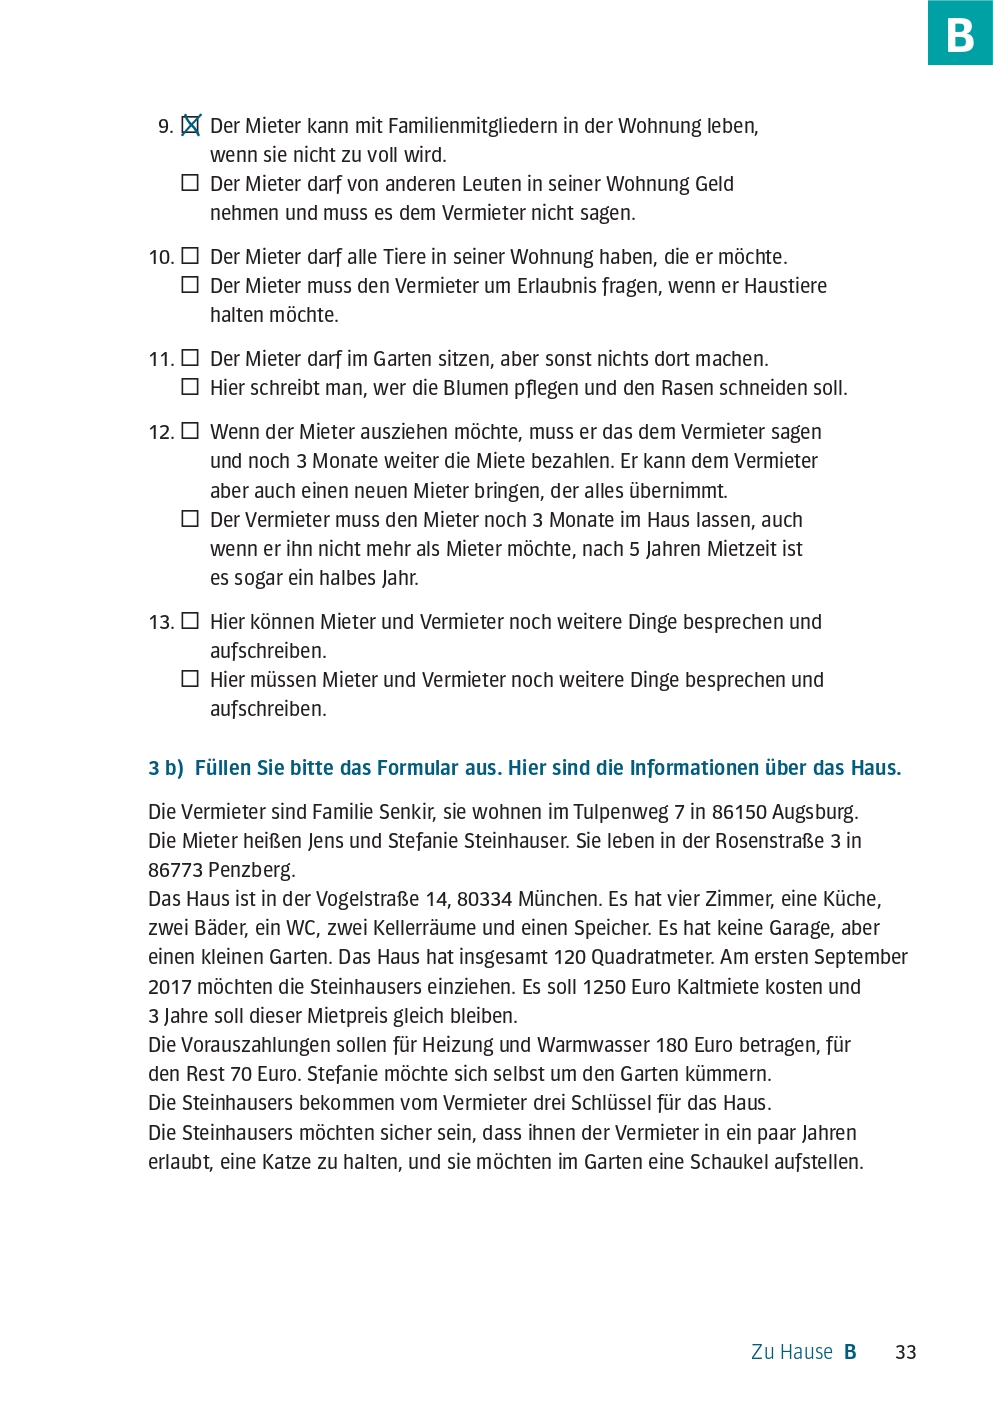 B
9. ☒ Der Mieter kann mit Familienmitgliedern in der Wohnung leben,
wenn sie nicht zu voll wird.
☐ Der Mieter darf von anderen Leuten in seiner Wohnung Geld
nehmen und muss es dem Vermieter nicht sagen.
10. ☐ Der Mieter darf alle Tiere in seiner Wohnung haben, die er möchte.
☐ Der Mieter muss den Vermieter um Erlaubnis fragen, wenn er Haustiere
halten möchte.
11. ☐ Der Mieter darf im Garten sitzen, aber sonst nichts dort machen.
☐ Hier schreibt man, wer die Blumen pflegen und den Rasen schneiden soll.
12. ☐ Wenn der Mieter ausziehen möchte, muss er das dem Vermieter sagen
und noch 3 Monate weiter die Miete bezahlen. Er kann dem Vermieter
aber auch einen neuen Mieter bringen, der alles übernimmt.
☐ Der Vermieter muss den Mieter noch 3 Monate im Haus lassen, auch
wenn er ihn nicht mehr als Mieter möchte, nach 5 Jahren Mietzeit ist
es sogar ein halbes Jahr.
13. ☐ Hier können Mieter und Vermieter noch weitere Dinge besprechen und
aufschreiben.
☐ Hier müssen Mieter und Vermieter noch weitere Dinge besprechen und
aufschreiben.
3 b) Füllen Sie bitte das Formular aus. Hier sind die Informationen über das Haus.
Die Vermieter sind Familie Senkir, sie wohnen im Tulpenweg 7 in 86150 Augsburg.
Die Mieter heißen Jens und Stefanie Steinhauser. Sie leben in der Rosenstraße 3 in
86773 Penzberg.
Das Haus ist in der Vogelstraße 14, 80334 München. Es hat vier Zimmer, eine Küche,
zwei Bäder, ein WC, zwei Kellerräume und einen Speicher. Es hat keine Garage, aber
einen kleinen Garten. Das Haus hat insgesamt 120 Quadratmeter. Am ersten September
2017 möchten die Steinhausers einziehen. Es soll 1250 Euro Kaltmiete kosten und
3 Jahre soll dieser Mietpreis gleich bleiben.
Die Vorauszahlungen sollen für Heizung und Warmwasser 180 Euro betragen, für
den Rest 70 Euro. Stefanie möchte sich selbst um den Garten kümmern.
Die Steinhausers bekommen vom Vermieter drei Schlüssel für das Haus.
Die Steinhausers möchten sicher sein, dass ihnen der Vermieter in ein paar Jahren
erlaubt, eine Katze zu halten, und sie möchten im Garten eine Schaukel aufstellen.
Zu Hause B 33